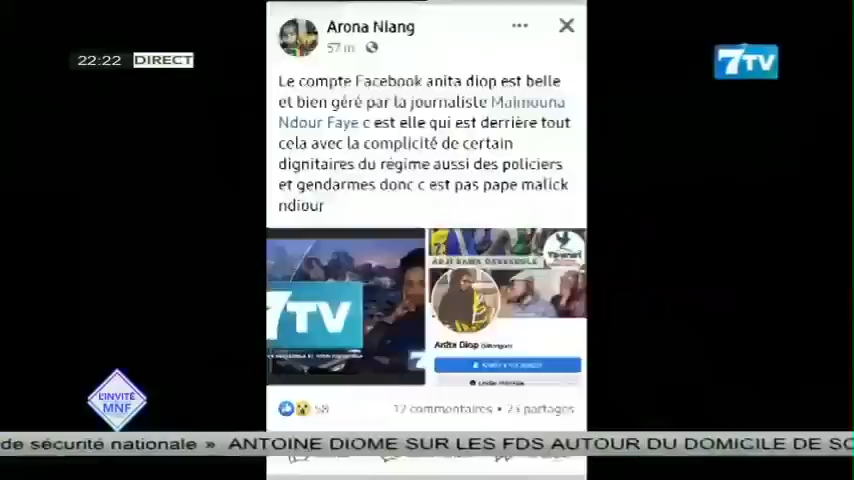 Arona Niang
57 m
22:22 DIRECT
7TV
Le compte Facebook anita diop est belle
et bien géré par la journaliste Maimouna
Ndour Faye c est elle qui est derrière tout
cela avec la complicité de certain
dignitaires du régime aussi des policiers
et gendarmes donc c est pas pape malick
ndiour
7TV
Anita Diop
58
12 commentaires • 23 partages
L'INVITÉ
MNF
de sécurité nationale » ANTOINE DIOME SUR LES FDS AUTOUR DU DOMICILE DE SO